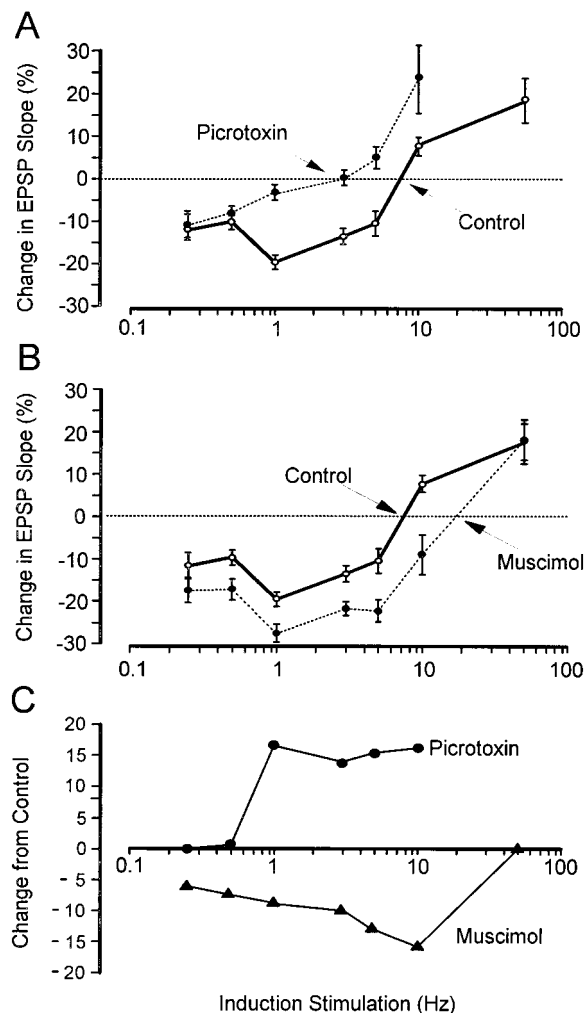 A
Change in EPSP Slope (%)
30
20
10
0
-10
-20
-30
Picrotoxin
Control
0.1
1
10
100
B
Change in EPSP Slope (%)
30
20
10
0
-10
-20
-30
Control
Muscimol
0.1
1
10
100
C
Change from Control
20
15
10
5
0
-5
-10
-15
-20
Picrotoxin
0.1
1
10
100
Muscimol
Induction Stimulation (Hz)